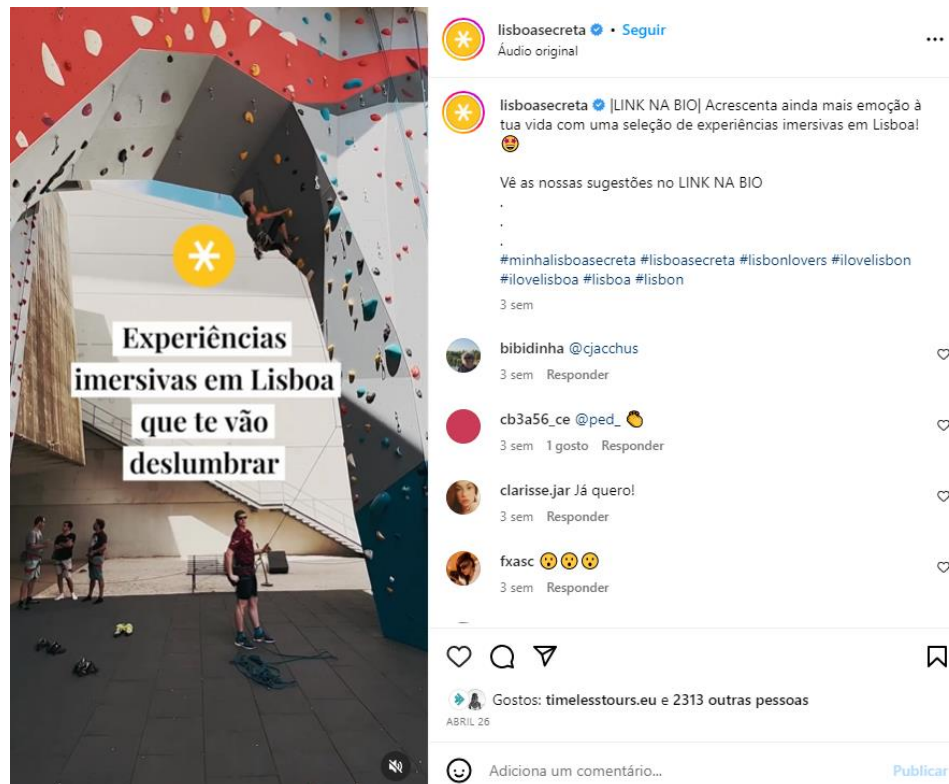 Experiências
imersivas em Lisboa
que te vão
deslumbrar
lisboasecreta • Seguir
Áudio original
lisboasecreta |LINK NA BIO| Acrescenta ainda mais emoção à
tua vida com uma seleção de experiências imersivas em Lisboa!
🤩
Vê as nossas sugestões no LINK NA BIO
.
.
.
#minhalisboasecreta #lisboasecreta #lisbonlovers #ilovelisbon
#ilovelisboa #lisboa #lisbon
3 sem
bibidinha @cjacchus
3 sem Responder
cb3a56_ce @ped_ 👏
3 sem 1 gosto Responder
clarisse.jar Já quero!
3 sem Responder
fxasc 😮😮😮
3 sem Responder
Gostos: timelesstours.eu e 2313 outras pessoas
ABRIL 26
Adiciona um comentário...
Publicar